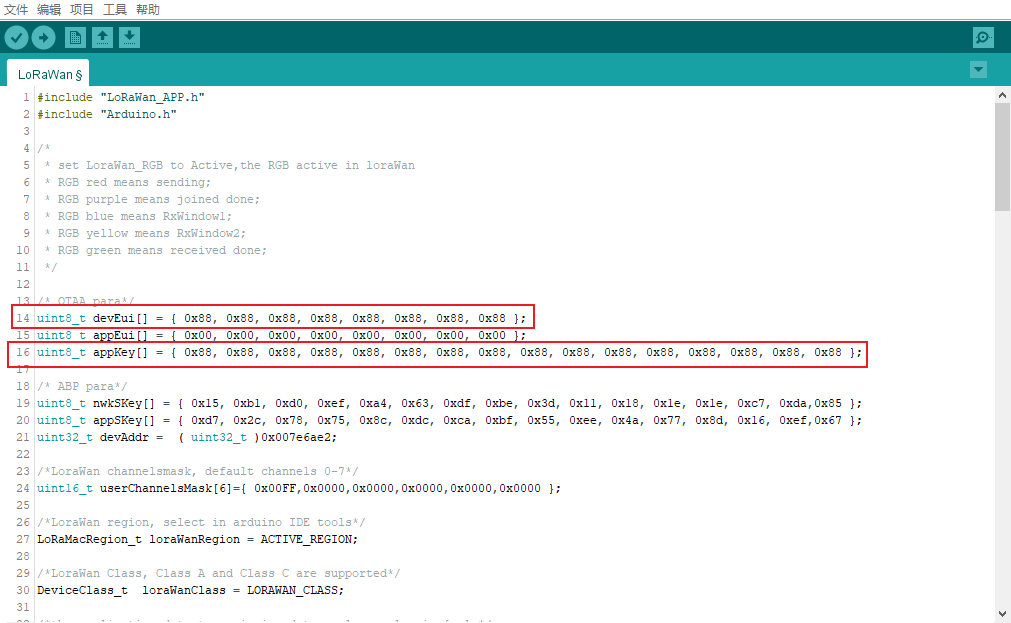 文件 编辑 项目 工具 帮助
LoRaWan §
1 #include "LoRaWan_APP.h"
2 #include "Arduino.h"
3
4 /*
5 * set LoraWan_RGB to Active,the RGB active in loraWan
6 * RGB red means sending;
7 * RGB purple means joined done;
8 * RGB blue means RxWindow1;
9 * RGB yellow means RxWindow2;
10 * RGB green means received done;
11 */
12
13 /* OTAA para*/
14 uint8_t devEui[] = { 0x88, 0x88, 0x88, 0x88, 0x88, 0x88, 0x88, 0x88 };
15 uint8_t appEui[] = { 0x00, 0x00, 0x00, 0x00, 0x00, 0x00, 0x00, 0x00 };
16 uint8_t appKey[] = { 0x88, 0x88, 0x88, 0x88, 0x88, 0x88, 0x88, 0x88, 0x88, 0x88, 0x88, 0x88, 0x88, 0x88, 0x88, 0x88 };
17
18 /* ABP para*/
19 uint8_t nwkSKey[] = { 0x15, 0xb1, 0xd0, 0xef, 0xa4, 0x63, 0xdf, 0xbe, 0x3d, 0x11, 0x18, 0x1e, 0x1e, 0xc7, 0xda,0x85 };
20 uint8_t appSKey[] = { 0xd7, 0x2c, 0x78, 0x75, 0x8c, 0xdc, 0xca, 0xbf, 0x55, 0xee, 0x4a, 0x77, 0x8d, 0x16, 0xef,0x67 };
21 uint32_t devAddr =  ( uint32_t )0x007e6ae2;
22
23 /*LoraWan channelsmask, default channels 0-7*/
24 uint16_t userChannelsMask[6]={ 0x00FF,0x0000,0x0000,0x0000,0x0000,0x0000 };
25
26 /*LoraWan region, select in arduino IDE tools*/
27 LoRaMacRegion_t loraWanRegion = ACTIVE_REGION;
28
29 /*LoraWan Class, Class A and Class C are supported*/
30 DeviceClass_t  loraWanClass = LORAWAN_CLASS;
31